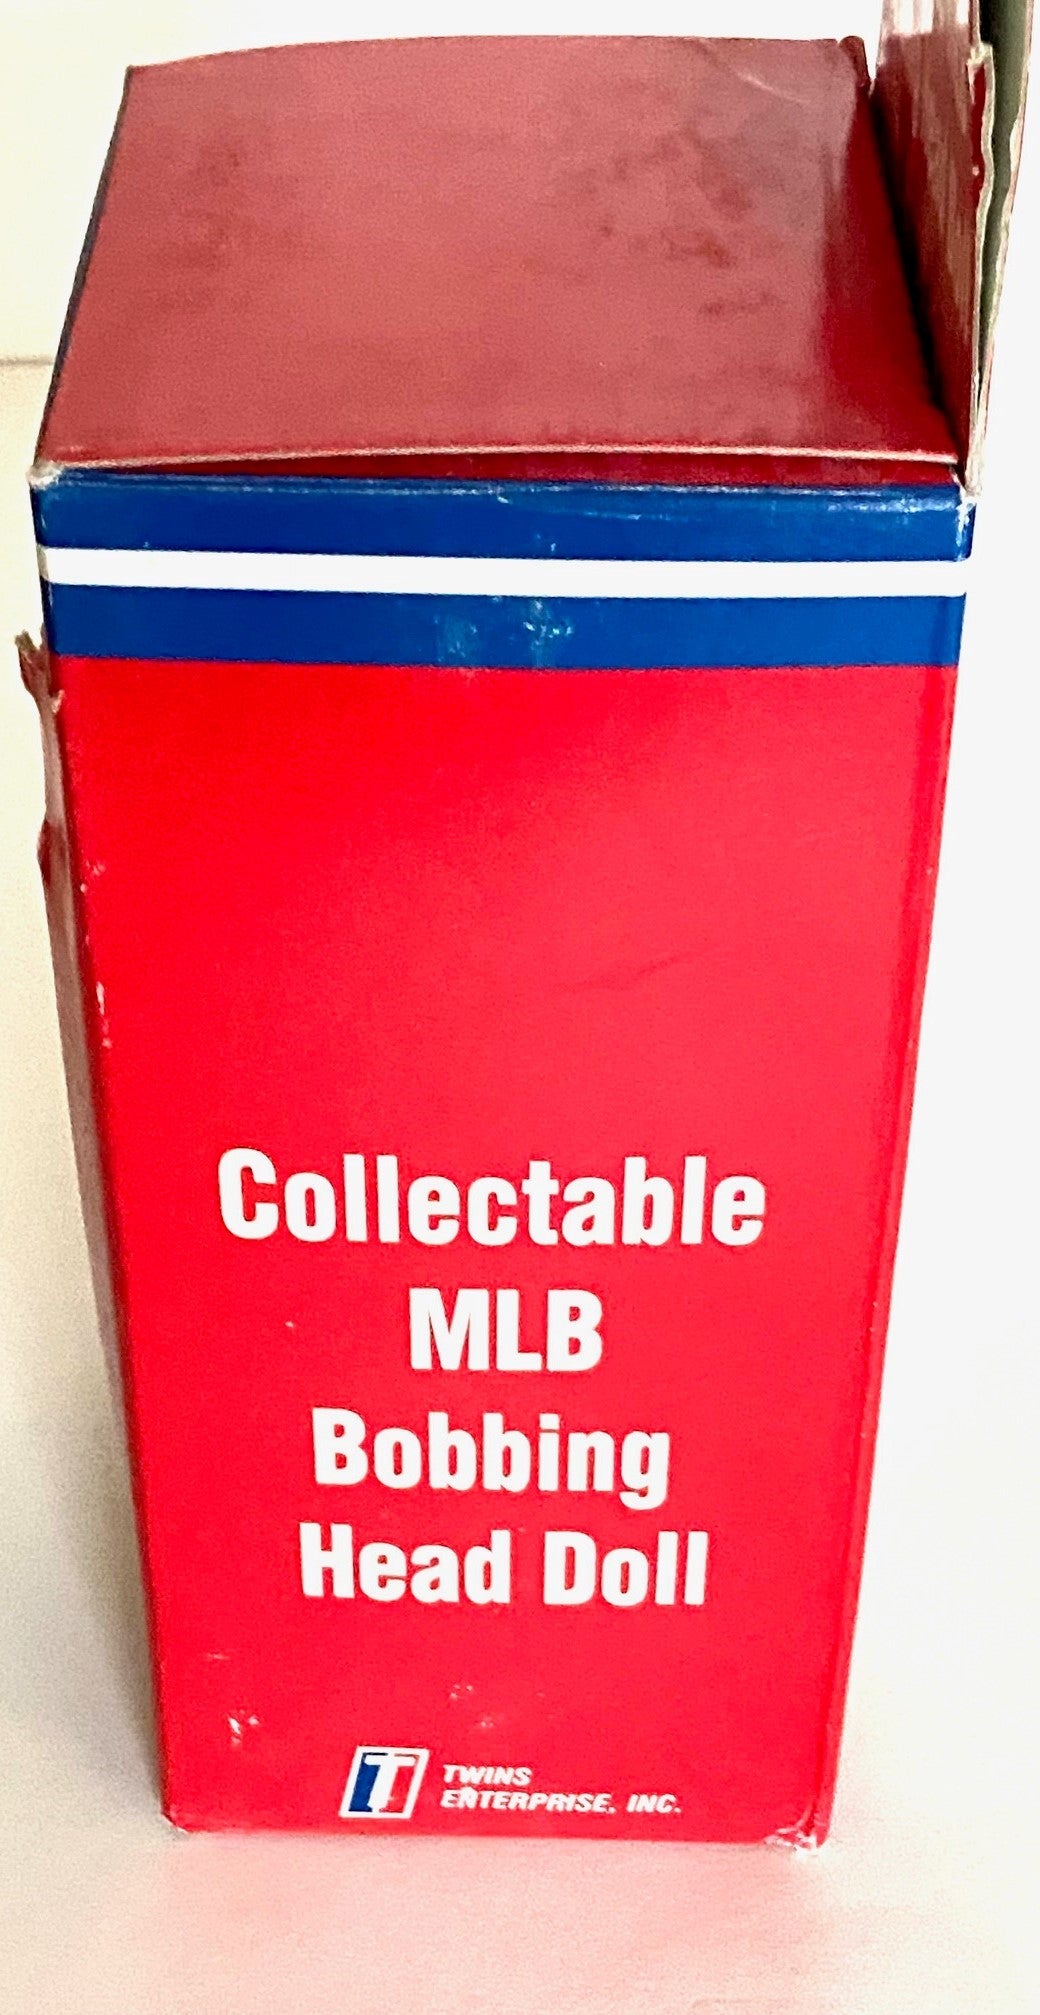 Collectable
MLB
Bobbing
Head Doll
TWINS
ENTERPRISE, INC.